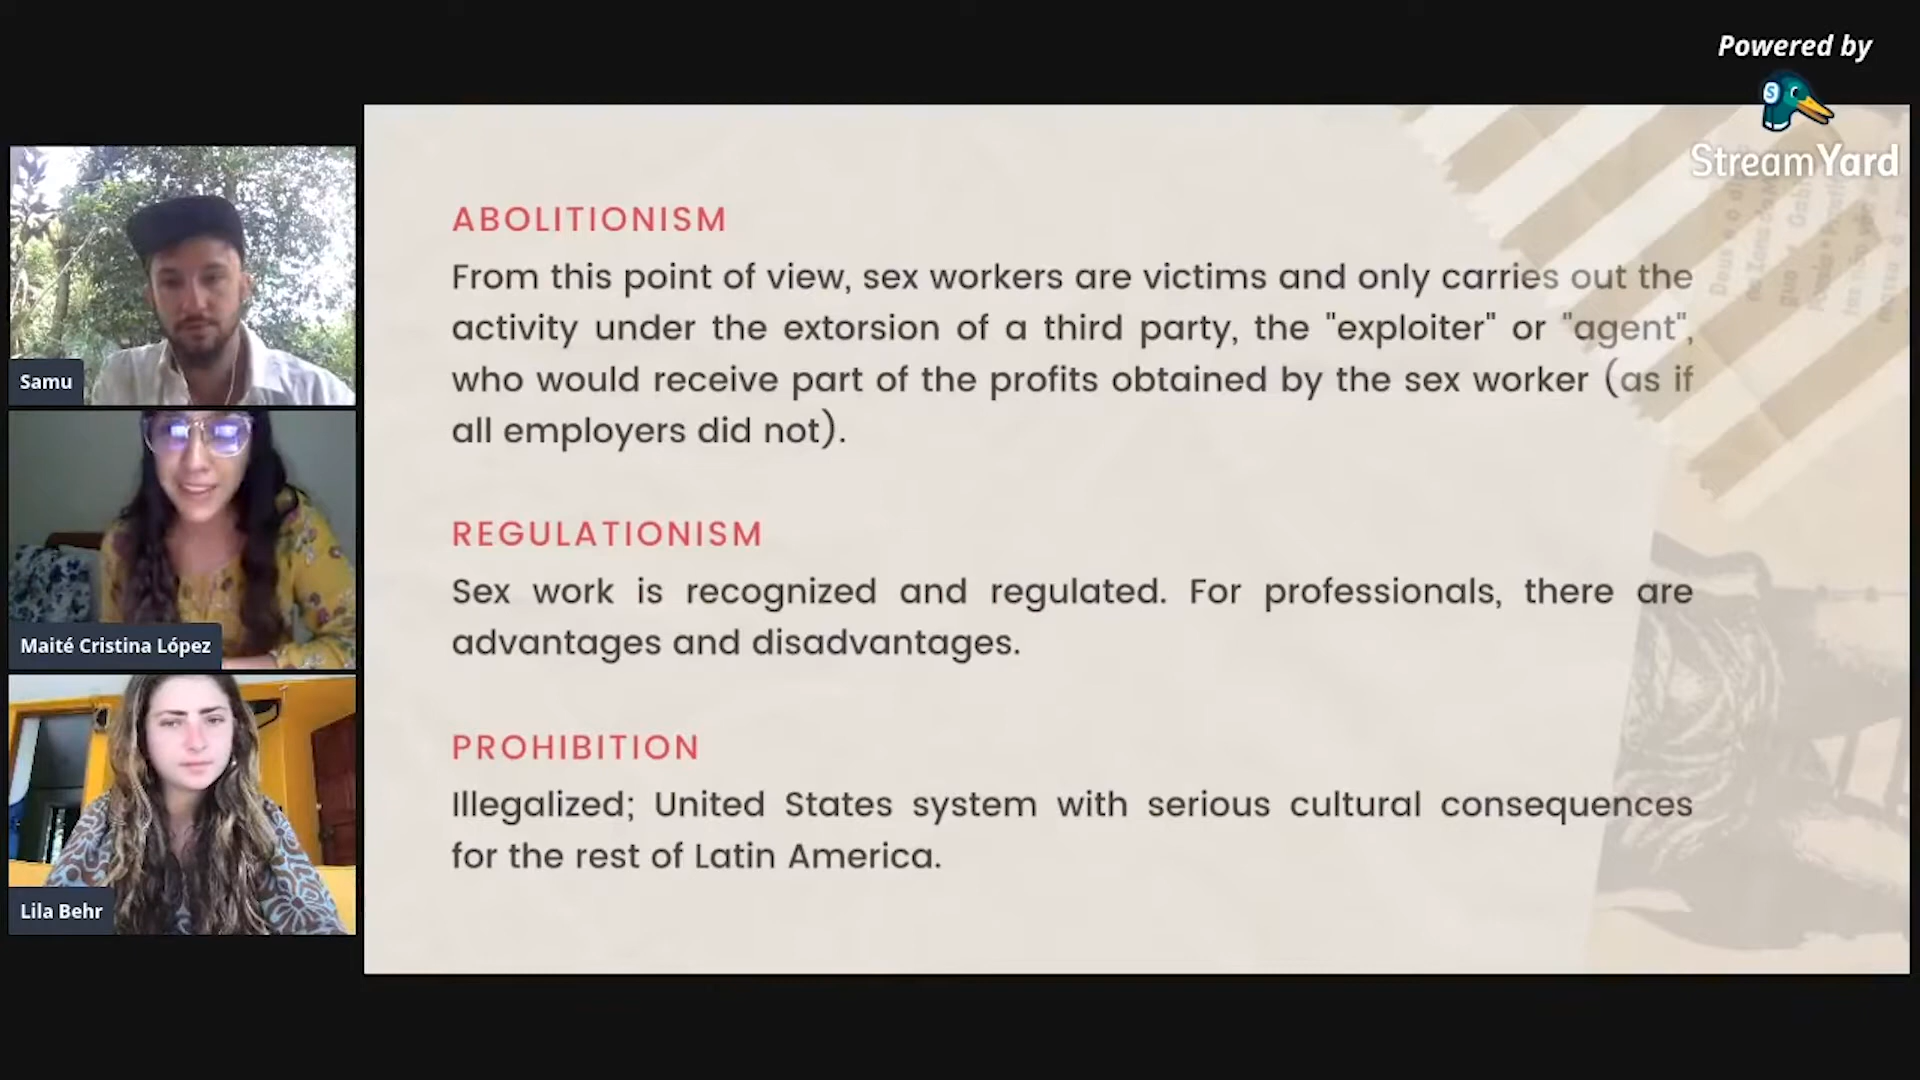 Powered by
StreamYard
ABOLITIONISM
From this point of view, sex workers are victims and only carries out the
activity under the extorsion of a third party, the "exploiter" or "agent",
who would receive part of the profits obtained by the sex worker (as if
all employers did not).
REGULATIONISM
Sex work is recognized and regulated. For professionals, there are
advantages and disadvantages.
PROHIBITION
Illegalized; United States system with serious cultural consequences
for the rest of Latin America.
Samu
Maité Cristina López
Lila Behr